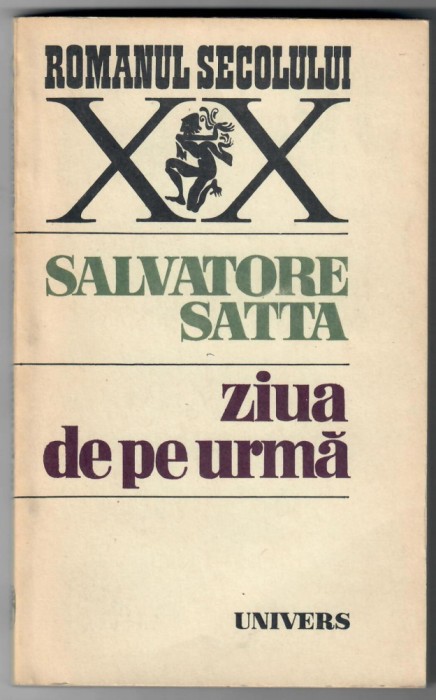 ROMANUL SECOLULUI
XX
SALVATORE
SATTA
ziua
de pe urmă
UNIVERS